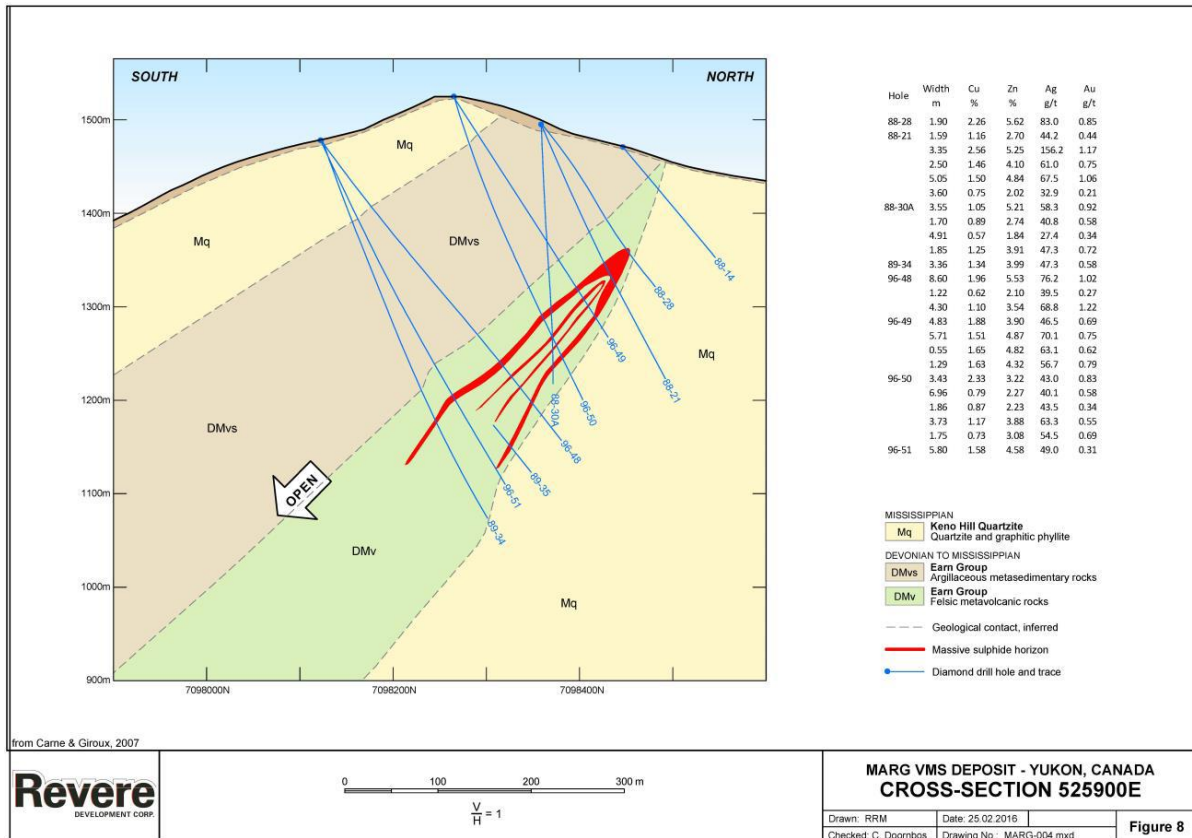 SOUTH
NORTH
1500m
1400m
1300m
1200m
1100m
1000m
900m
7098000N
7098200N
7098400N
Mq
Mq
DMvs
DMvs
DMv
Mq
Mq
OPEN
88-14
88-28
96-49
88-21
88-30A
96-50
96-48
89-35
96-51
89-34
Hole Width m Cu % Zn % Ag g/t Au g/t
88-28 1.90 2.26 5.62 83.0 0.85
88-21 1.59 1.16 2.70 44.2 0.44
3.35 2.56 5.25 156.2 1.17
2.50 1.46 4.10 61.0 0.75
5.05 1.50 4.84 67.5 1.06
3.60 0.75 2.02 32.9 0.21
88-30A 3.55 1.05 5.21 58.3 0.92
1.70 0.89 2.74 40.8 0.58
4.91 0.57 1.84 27.4 0.34
1.85 1.25 3.91 47.3 0.72
89-34 3.36 1.34 3.99 47.3 0.58
96-48 8.60 1.96 5.53 76.2 1.02
1.22 0.62 2.10 39.5 0.27
4.30 1.10 3.54 68.8 1.22
96-49 4.83 1.88 3.90 46.5 0.69
5.71 1.51 4.87 70.1 0.75
0.55 1.65 4.82 63.1 0.62
1.29 1.63 4.32 56.7 0.79
96-50 3.43 2.33 3.22 43.0 0.83
6.96 0.79 2.27 40.1 0.58
1.86 0.87 2.23 43.5 0.34
3.73 1.17 3.88 63.3 0.55
1.75 0.73 3.08 54.5 0.69
96-51 5.80 1.58 4.58 49.0 0.31
MISSISSIPPIAN
Mq Keno Hill Quartzite
Quartzite and graphitic phyllite
DEVONIAN TO MISSISSIPPIAN
DMvs Earn Group
Argillaceous metasedimentary rocks
DMv Earn Group
Felsic metavolcanic rocks
Geological contact, inferred
Massive sulphide horizon
Diamond drill hole and trace
from Carne & Giroux, 2007
Revere
DEVELOPMENT CORP.
0 100 200 300 m
V/H = 1
MARG VMS DEPOSIT - YUKON, CANADA
CROSS-SECTION 525900E
Drawn: RRM Date: 25.02.2016
Checked: C. Doornbos Drawing No.: MARG-004.mxd
Figure 8